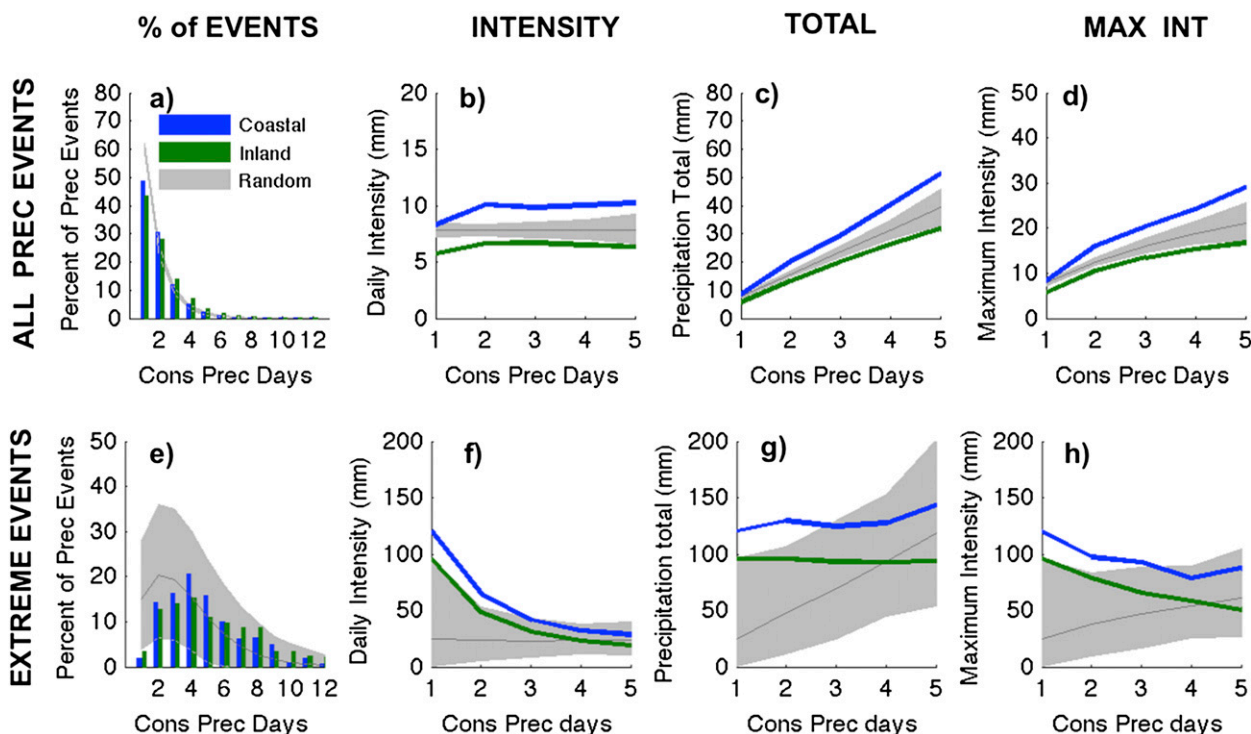 % of EVENTS
INTENSITY
TOTAL
MAX INT
ALL PREC EVENTS
a)
Coastal
Inland
Random
Percent of Prec Events
80
70
60
50
40
30
20
10
0
2 4 6 8 10 12
Cons Prec Days
b)
Daily Intensity (mm)
20
15
10
5
0
1 2 3 4 5
Cons Prec Days
c)
Precipitation Total (mm)
80
70
60
50
40
30
20
10
0
1 2 3 4 5
Cons Prec Days
d)
Maximum Intensity (mm)
50
40
30
20
10
0
1 2 3 4 5
Cons Prec Days
EXTREME EVENTS
e)
Percent of Prec Events
50
40
30
20
10
0
2 4 6 8 10 12
Cons Prec Days
f)
Daily Intensity (mm)
200
150
100
50
0
1 2 3 4 5
Cons Prec days
g)
Precipitation total (mm)
200
150
100
50
0
1 2 3 4 5
Cons Prec days
h)
Maximum Intensity (mm)
200
150
100
50
0
1 2 3 4 5
Cons Prec days